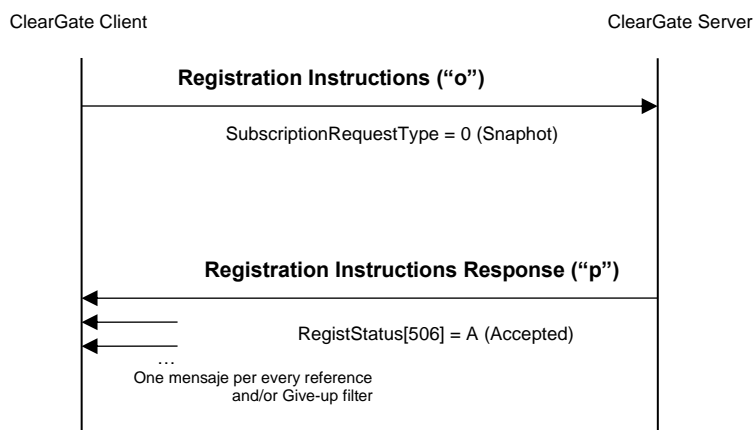 ClearGate Client
ClearGate Server
Registration Instructions (“o”)
SubscriptionRequestType = 0 (Snaphot)
Registration Instructions Response (“p”)
RegistStatus[506] = A (Accepted)
…
One mensaje per every reference
and/or Give-up filter